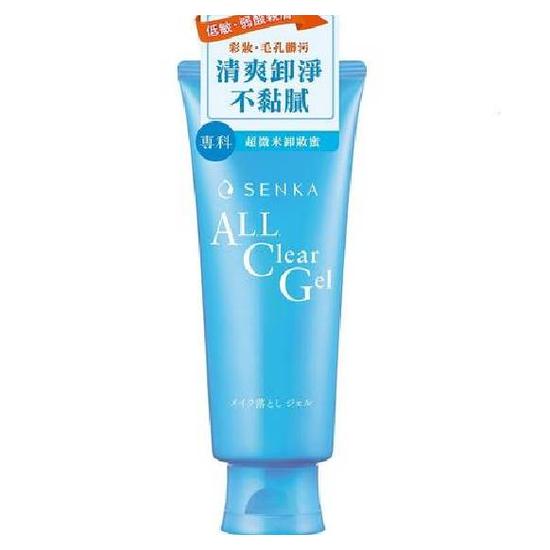 低敏·弱酸親膚
彩妝·毛孔髒污
清爽卸淨
不黏膩
専科 超微米卸妝蜜
SENKA
ALL
Clear
Gel
メイク落とし ジェル